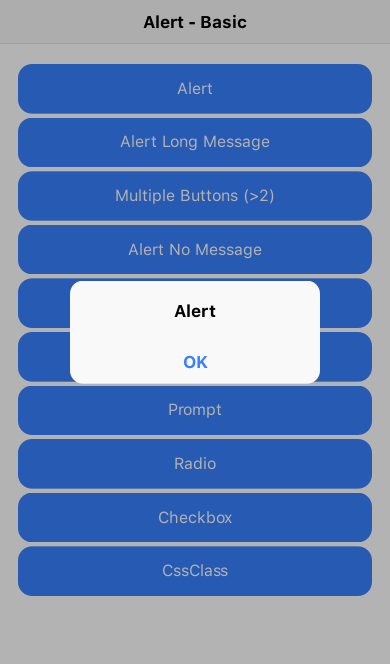 Alert - Basic
Alert
Alert Long Message
Multiple Buttons (>2)
Alert No Message
Alert
OK
Prompt
Radio
Checkbox
CssClass